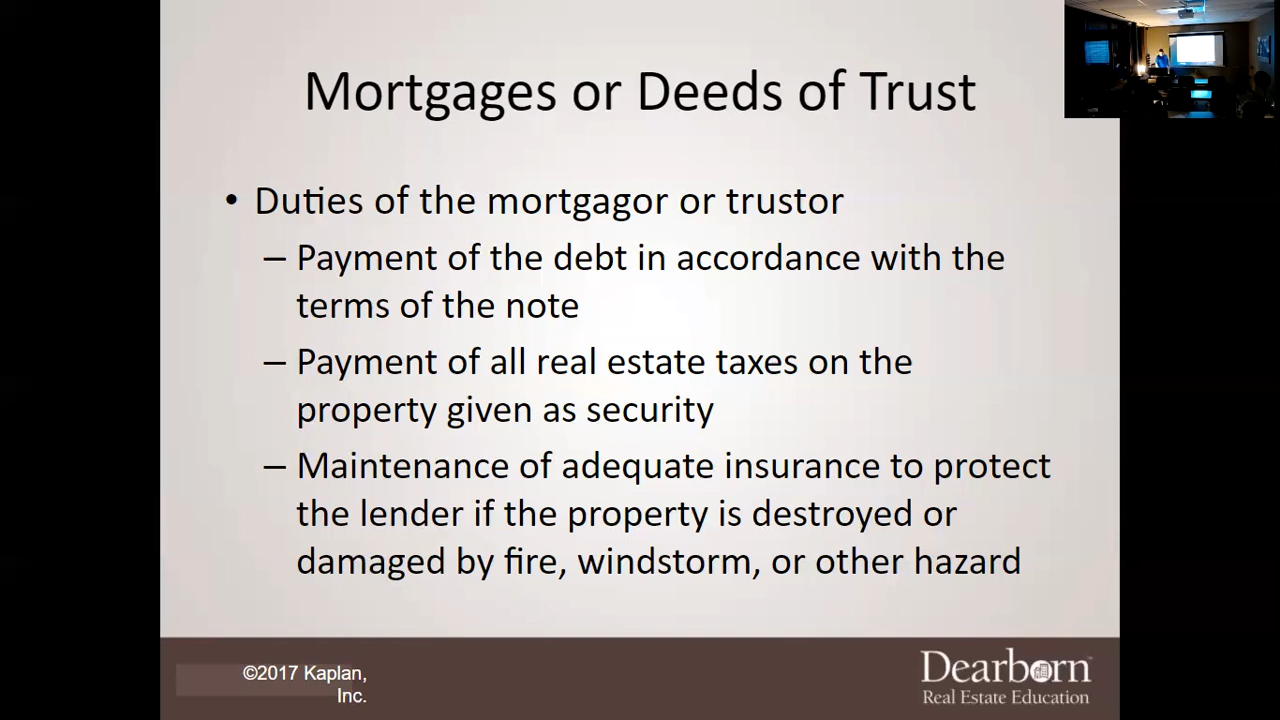 Mortgages or Deeds of Trust
• Duties of the mortgagor or trustor
– Payment of the debt in accordance with the
terms of the note
– Payment of all real estate taxes on the
property given as security
– Maintenance of adequate insurance to protect
the lender if the property is destroyed or
damaged by fire, windstorm, or other hazard
©2017 Kaplan,
Inc.
Dearborn™
Real Estate Education